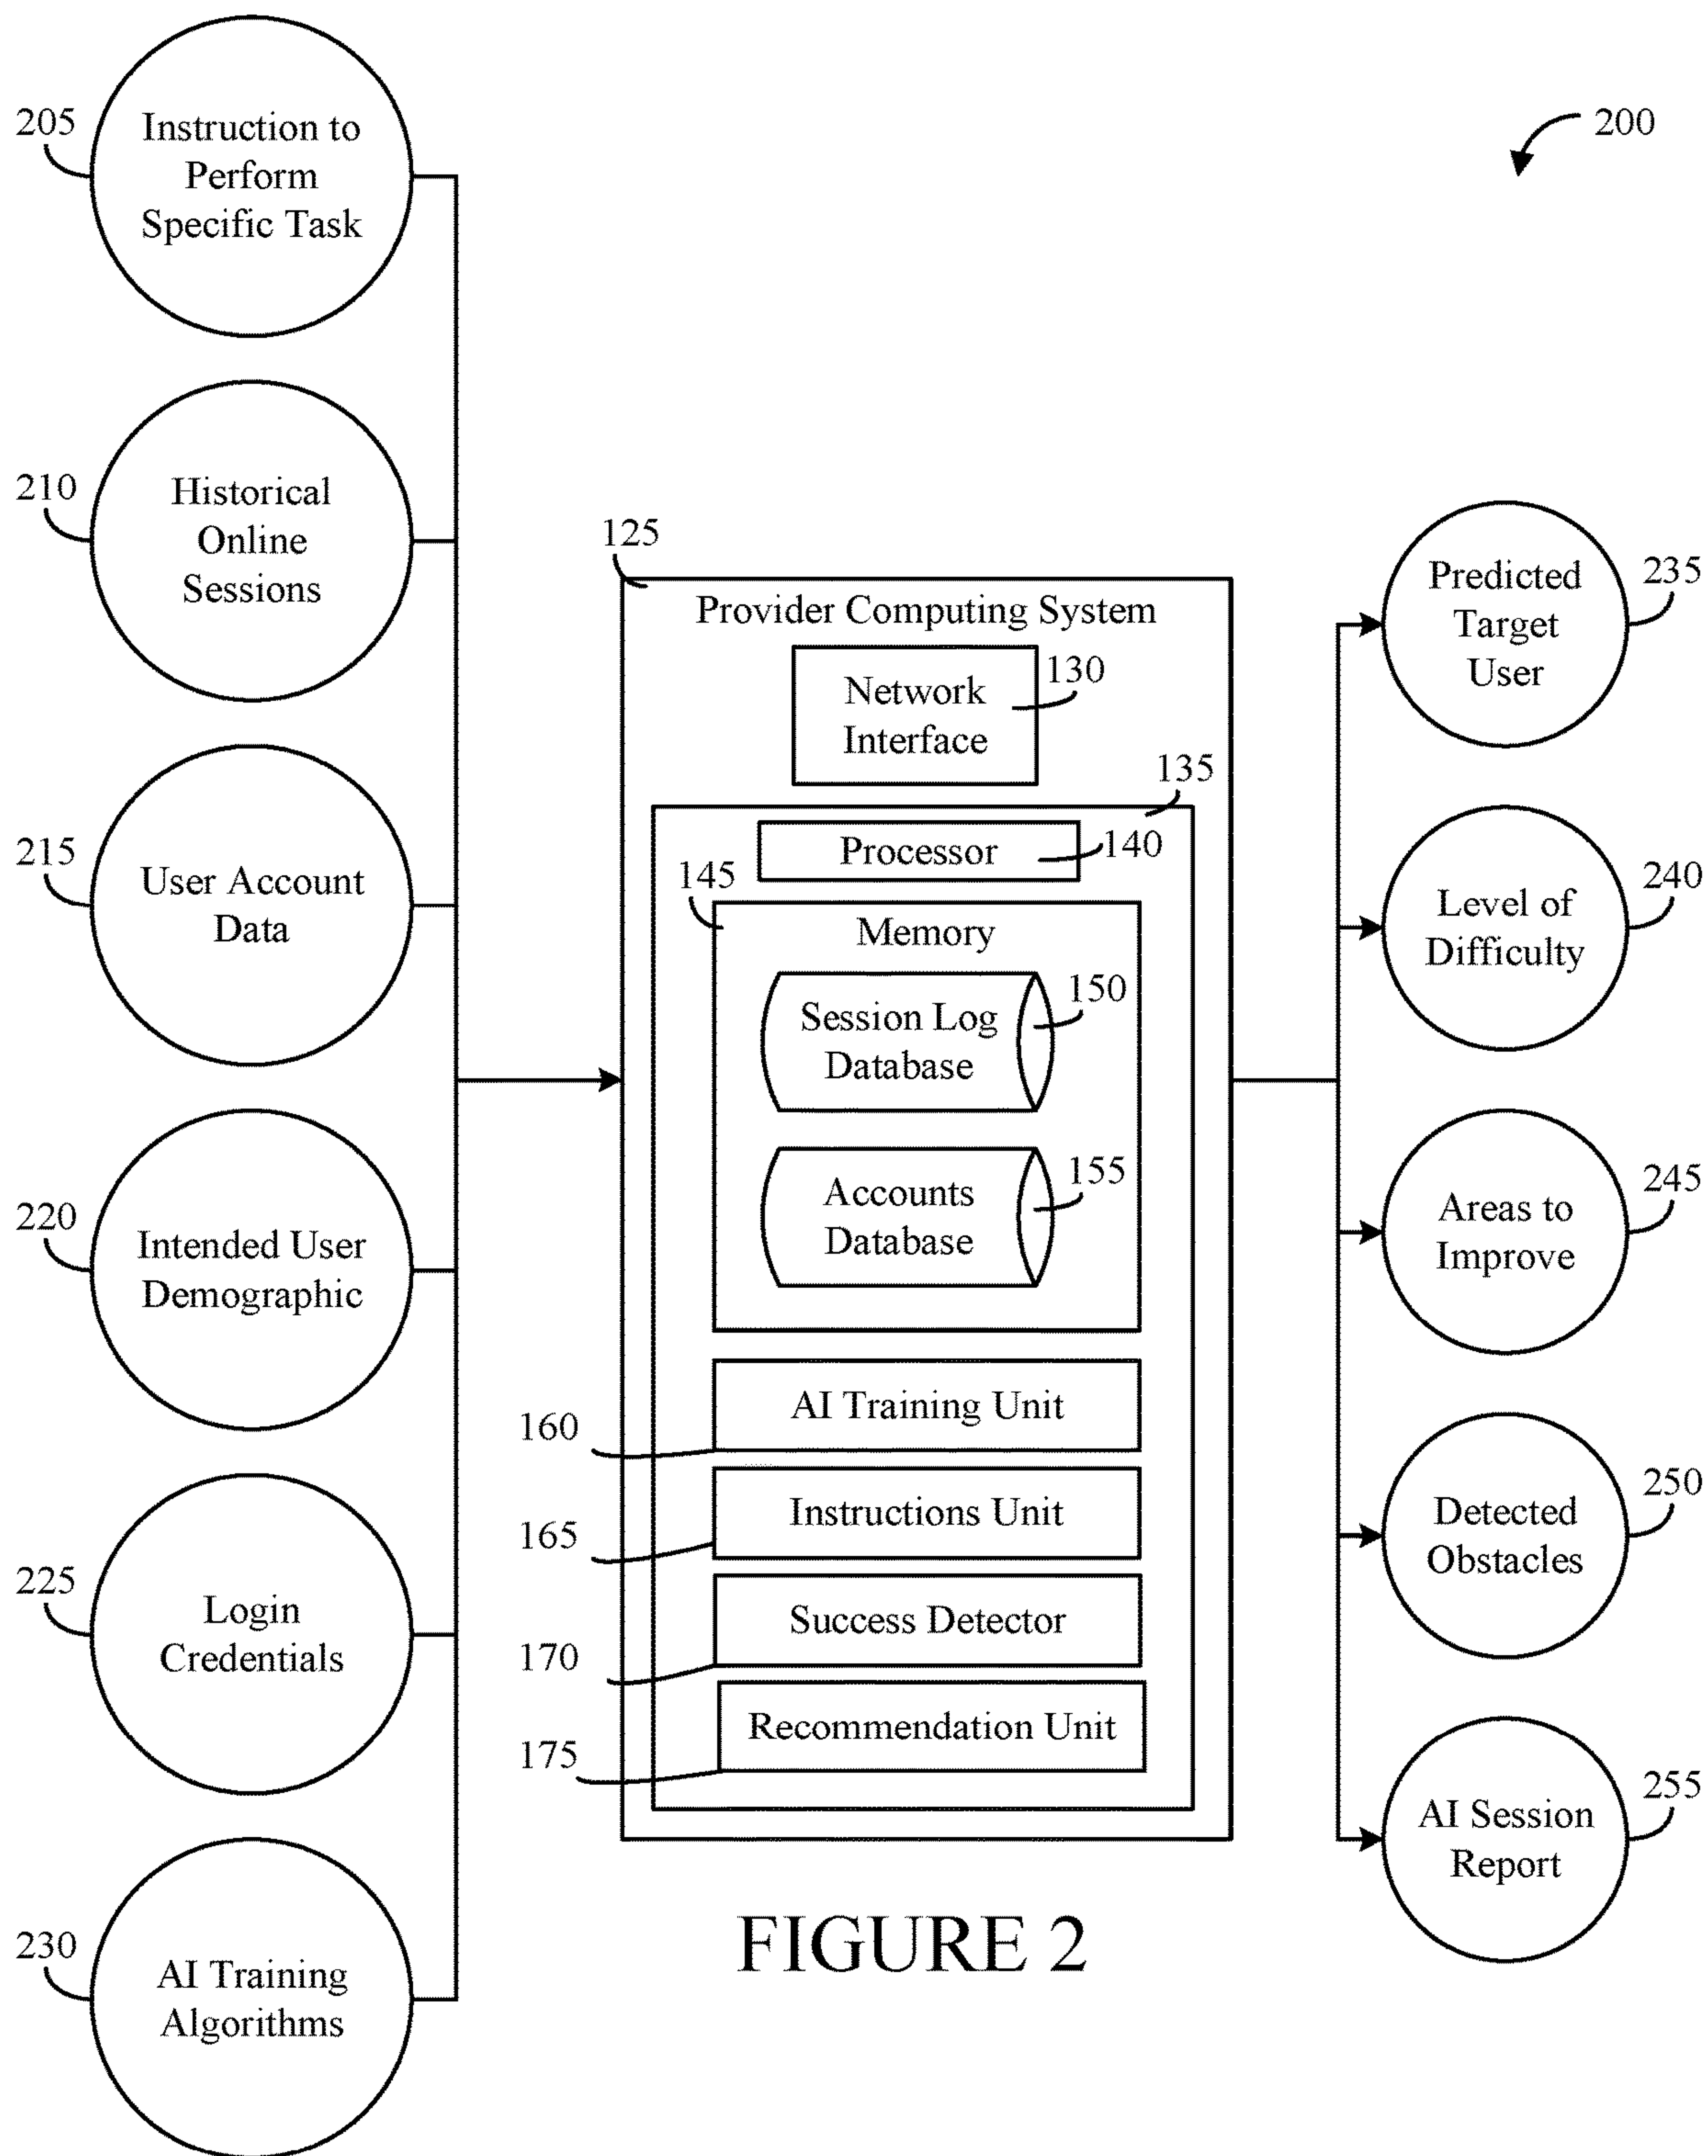 205
Instruction to
Perform
Specific Task
200
210
Historical
Online
Sessions
215
User Account
Data
220
Intended User
Demographic
225
Login
Credentials
230
AI Training
Algorithms
125
Provider Computing System
Network
Interface
130
135
Processor
140
145
Memory
Session Log
Database
150
Accounts
Database
155
AI Training Unit
160
Instructions Unit
165
Success Detector
170
Recommendation Unit
175
Predicted
Target
User
235
Level of
Difficulty
240
Areas to
Improve
245
Detected
Obstacles
250
AI Session
Report
255
FIGURE 2